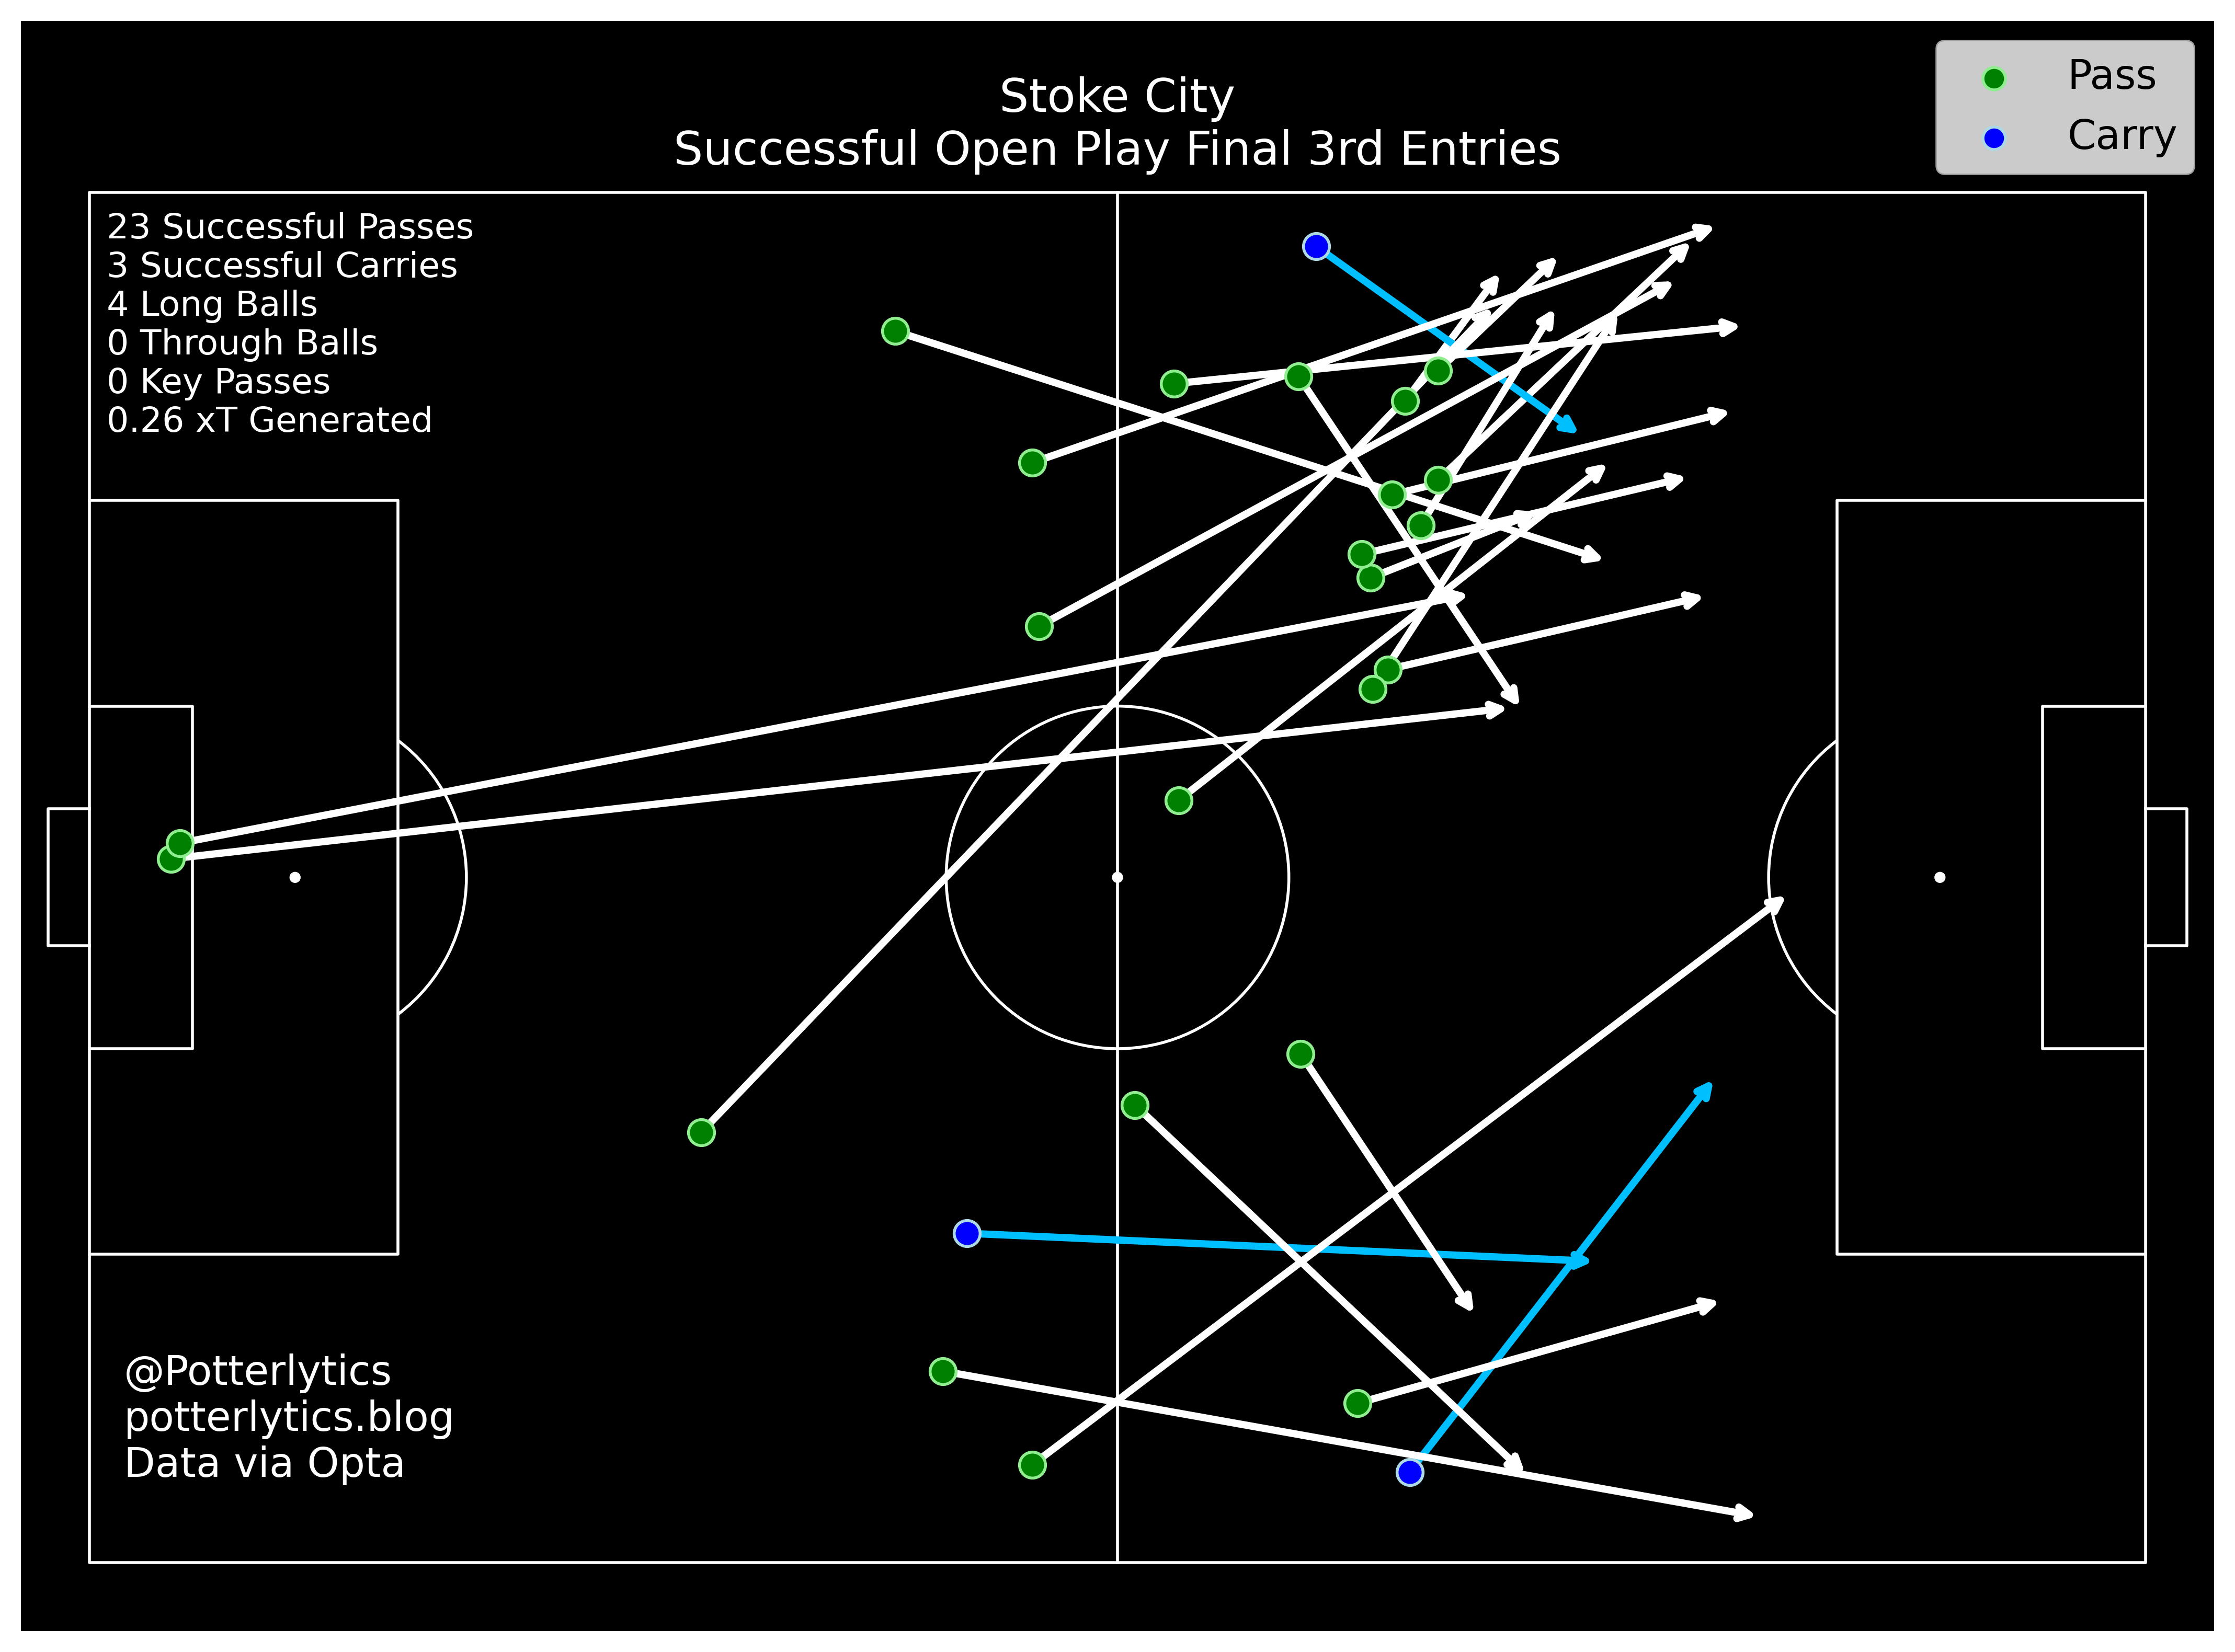 Stoke City
Successful Open Play Final 3rd Entries
Pass
Carry
23 Successful Passes
3 Successful Carries
4 Long Balls
0 Through Balls
0 Key Passes
0.26 xT Generated
@Potterlytics
potterlytics.blog
Data via Opta